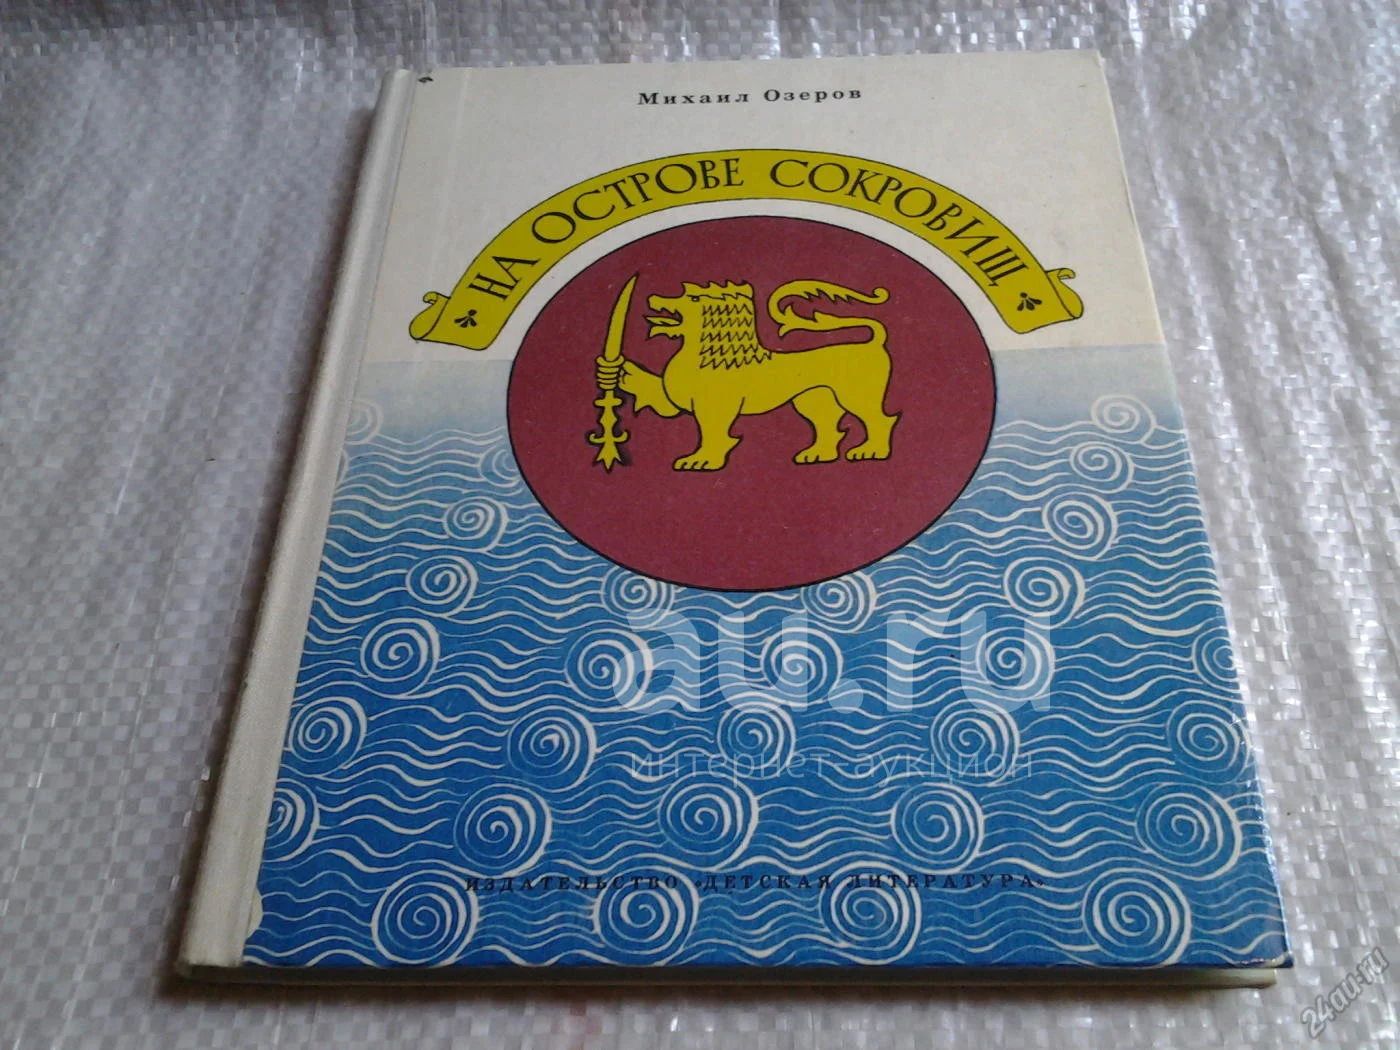 Михаил Озеров
НА ОСТРОВЕ СОКРОВИЩ
au.ru
интернет-аукцион
ИЗДАТЕЛЬСТВО «ДЕТСКАЯ ЛИТЕРАТУРА»
24au.ru